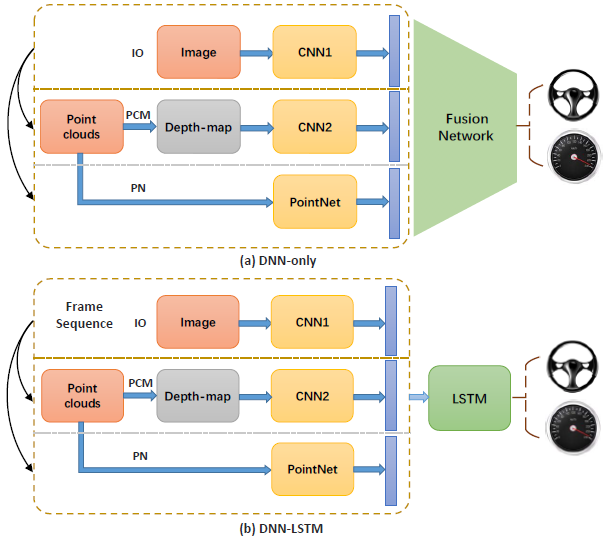 IO
Image
CNN1
Point
clouds
PCM
Depth-map
CNN2
PN
PointNet
Fusion
Network
(a) DNN-only
Frame
Sequence
IO
Image
CNN1
Point
clouds
PCM
Depth-map
CNN2
PN
PointNet
LSTM
(b) DNN-LSTM